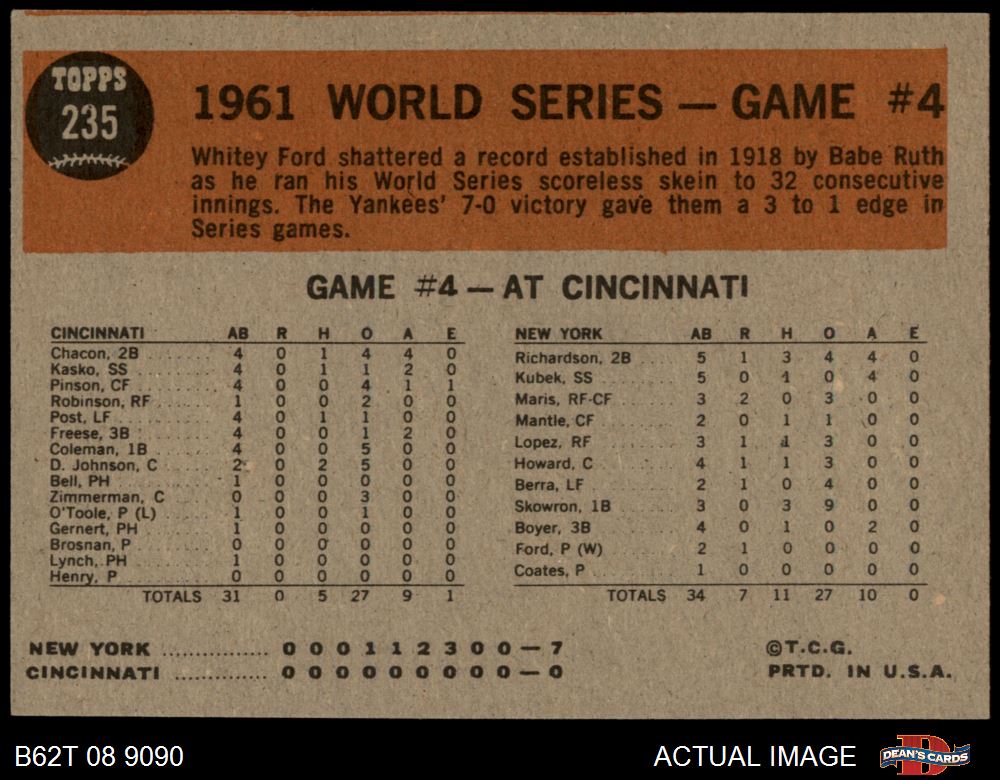 TOPPS
235
1961 WORLD SERIES — GAME #4
Whitey Ford shattered a record established in 1918 by Babe Ruth
as he ran his World Series scoreless skein to 32 consecutive
innings. The Yankees' 7-0 victory gave them a 3 to 1 edge in
Series games.
GAME #4 — AT CINCINNATI
CINCINNATI AB R H O A E
Chacon, 2B 4 0 1 4 4 0
Kasko, SS 4 0 1 1 2 0
Pinson, CF 4 0 0 4 1 1
Robinson, RF 1 0 0 2 0 0
Post, LF 4 0 1 1 0 0
Freese, 3B 4 0 0 1 2 0
Coleman, 1B 4 0 0 5 0 0
D. Johnson, C 2 0 2 5 0 0
Bell, PH 1 0 0 0 0 0
Zimmerman, C 0 0 0 3 0 0
O'Toole, P (L) 1 0 0 1 0 0
Gernert, PH 1 0 0 0 0 0
Brosnan, P 0 0 0 0 0 0
Lynch, PH 1 0 0 0 0 0
Henry, P 0 0 0 0 0 0
TOTALS 31 0 5 27 9 1
NEW YORK AB R H O A E
Richardson, 2B 5 1 3 4 4 0
Kubek, SS 5 0 1 0 4 0
Maris, RF-CF 3 2 0 3 0 0
Mantle, CF 2 0 1 1 0 0
Lopez, RF 3 1 1 3 0 0
Howard, C 4 1 1 3 0 0
Berra, LF 2 1 0 4 0 0
Skowron, 1B 3 0 3 9 0 0
Boyer, 3B 4 0 1 0 2 0
Ford, P (W) 2 1 0 0 0 0
Coates, P 1 0 0 0 0 0
TOTALS 34 7 11 27 10 0
NEW YORK ............... 0 0 0 1 1 2 3 0 0 — 7
CINCINNATI ............. 0 0 0 0 0 0 0 0 0 — 0
©T.C.G.
PRTD. IN U.S.A.
B62T 08 9090
ACTUAL IMAGE
DEAN'S CARDS